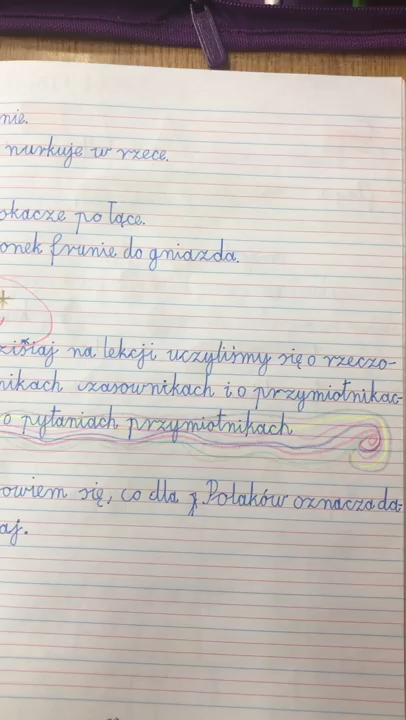 nie.
nurkuje w rzece.
skacze po łące.
onek frunie do gniazda.
zisiaj na lekcji uczyliśmy się o rzeczo-
nikach czasownikach i o przymiotnikac-
o pytaniach przymiotnikach
owiem się, co dla Polaków oznacza da-
aj.